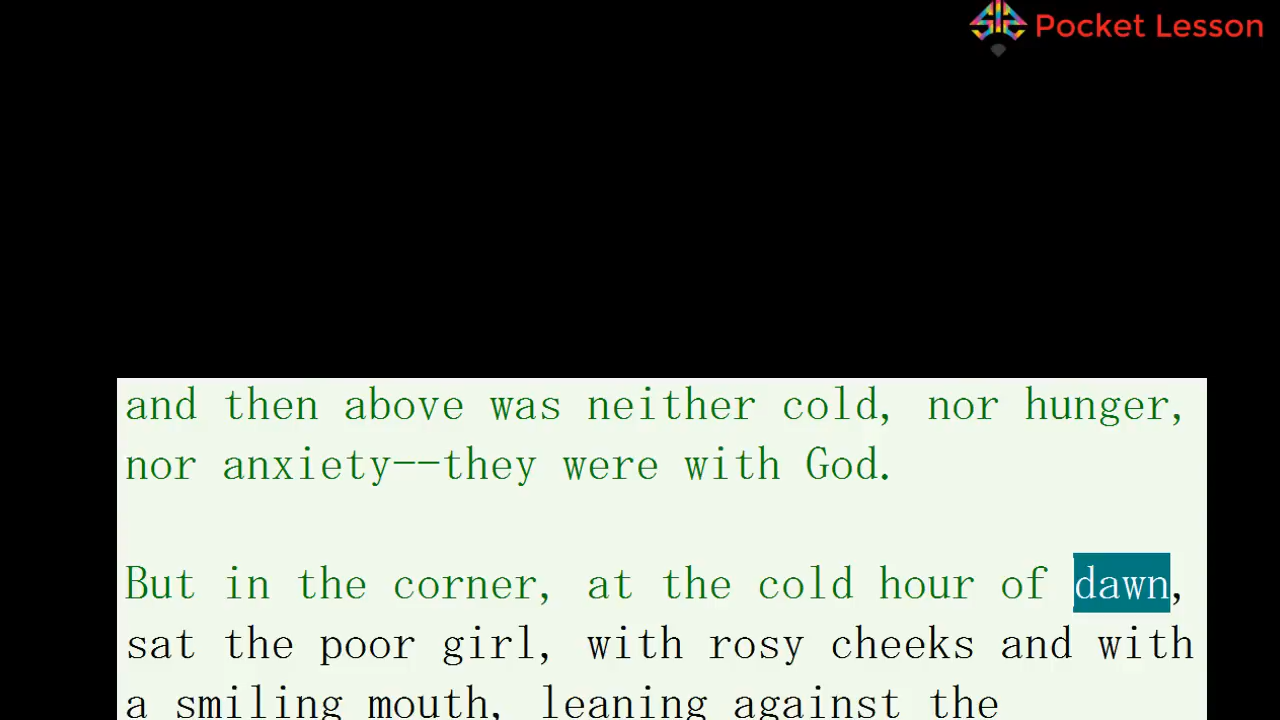 Pocket Lesson
and then above was neither cold, nor hunger,
nor anxiety--they were with God.
But in the corner, at the cold hour of dawn,
sat the poor girl, with rosy cheeks and with
a smiling mouth, leaning against the